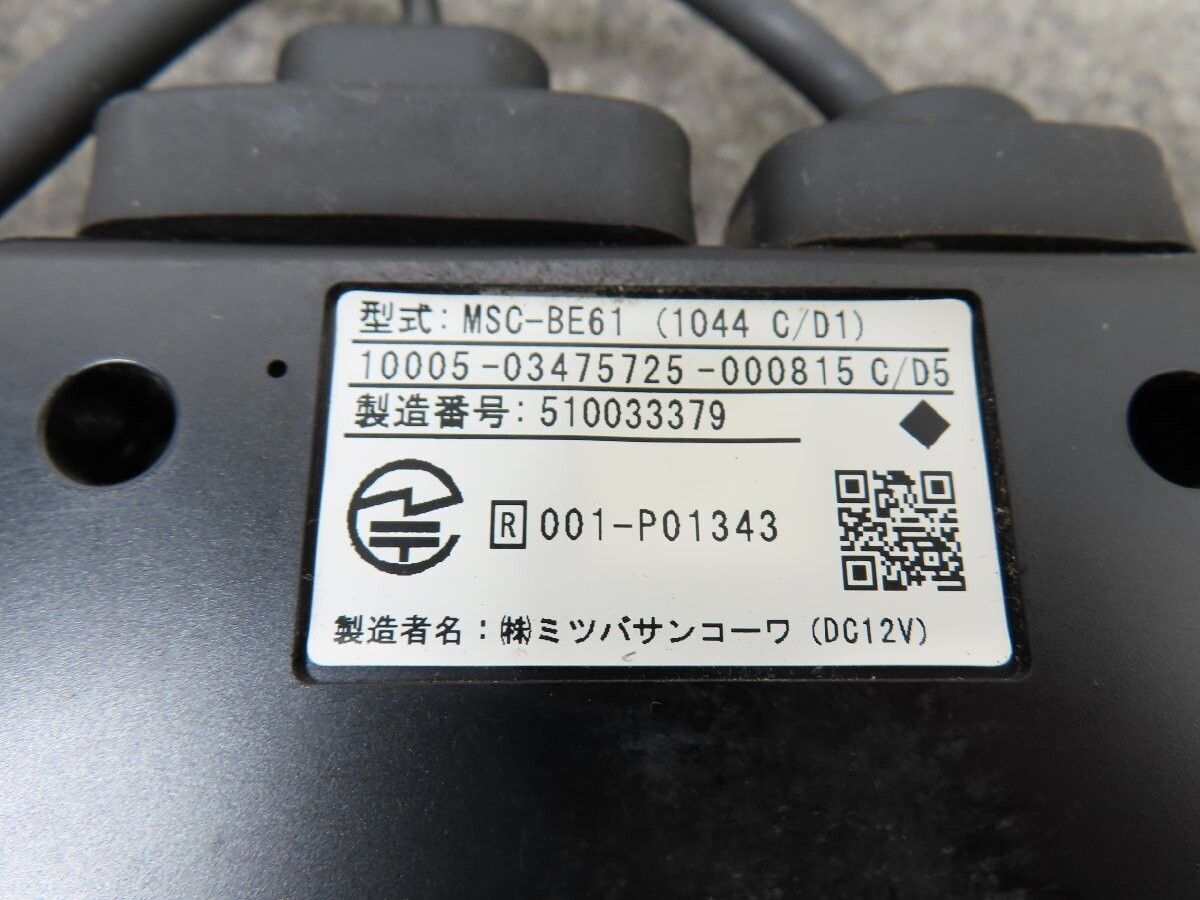 型式: MSC-BE61 (1044 C/D1)
10005-03475725-000815 C/D5
製造番号: 510033379
R 001-P01343
製造者名: ㈱ミツバサンコーワ (DC12V)